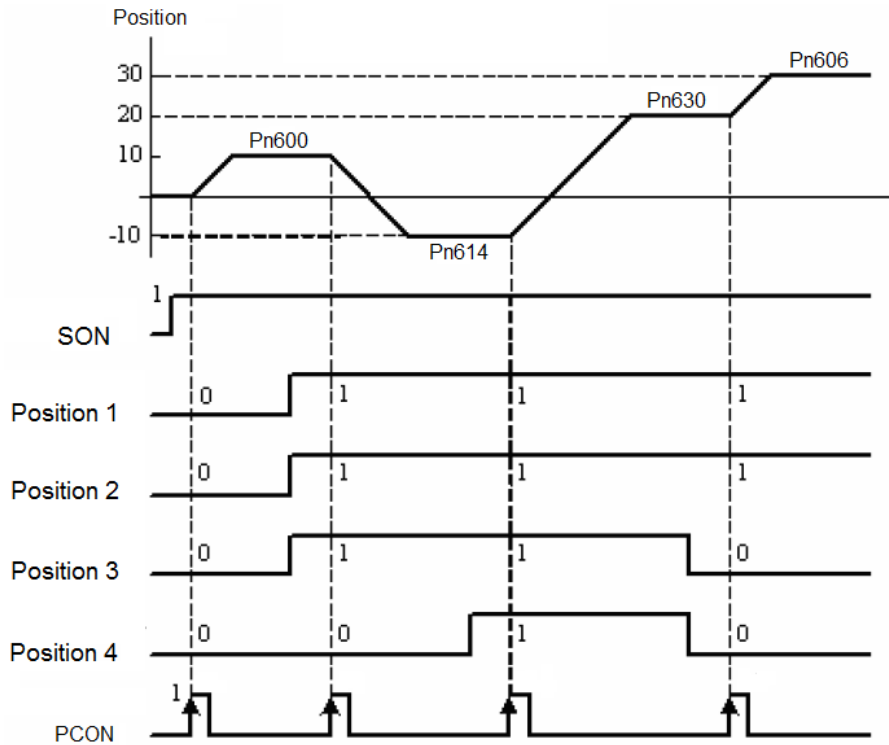 Position
30
Pn606
20
Pn630
10
Pn600
-10
Pn614
1
SON
0 1 1 1
Position 1
0 1 1 1
Position 2
0 1 1 0
Position 3
0 0 1 0
Position 4
1
PCON